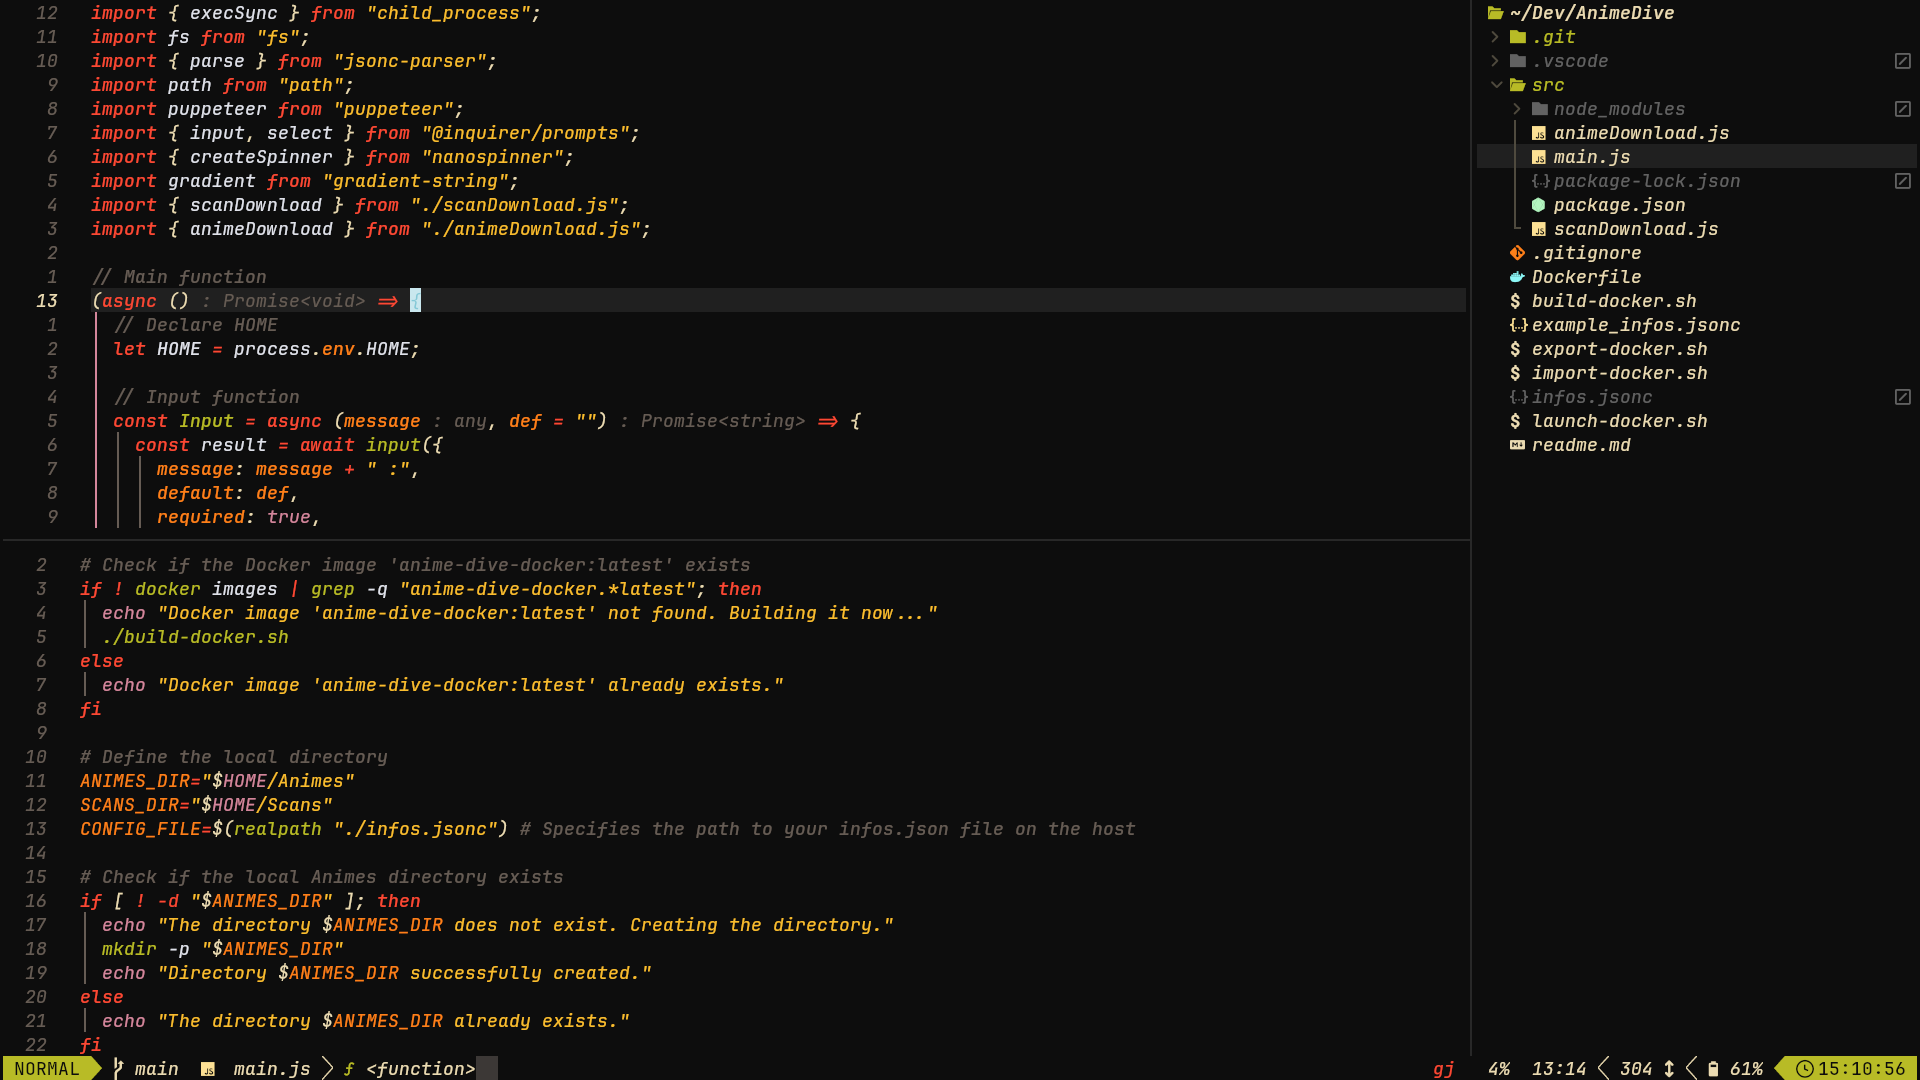 12 import { execSync } from "child_process";
11 import fs from "fs";
10 import { parse } from "jsonc-parser";
9 import path from "path";
8 import puppeteer from "puppeteer";
7 import { input, select } from "@inquirer/prompts";
6 import { createSpinner } from "nanospinner";
5 import gradient from "gradient-string";
4 import { scanDownload } from "./scanDownload.js";
3 import { animeDownload } from "./animeDownload.js";
2
1 // Main function
13 (async () : Promise<void> => {
1 // Declare HOME
2 let HOME = process.env.HOME;
3
4 // Input function
5 const Input = async (message : any, def = "") : Promise<string> => {
6 const result = await input({
7 message: message + " :",
8 default: def,
9 required: true,
2 # Check if the Docker image 'anime-dive-docker:latest' exists
3 if ! docker images | grep -q "anime-dive-docker.*latest"; then
4 echo "Docker image 'anime-dive-docker:latest' not found. Building it now..."
5 ./build-docker.sh
6 else
7 echo "Docker image 'anime-dive-docker:latest' already exists."
8 fi
9
10 # Define the local directory
11 ANIMES_DIR="$HOME/Animes"
12 SCANS_DIR="$HOME/Scans"
13 CONFIG_FILE=$(realpath "./infos.jsonc") # Specifies the path to your infos.json file on the host
14
15 # Check if the local Animes directory exists
16 if [ ! -d "$ANIMES_DIR" ]; then
17 echo "The directory $ANIMES_DIR does not exist. Creating the directory."
18 mkdir -p "$ANIMES_DIR"
19 echo "Directory $ANIMES_DIR successfully created."
20 else
21 echo "The directory $ANIMES_DIR already exists."
22 fi
~/Dev/AnimeDive
.git
.vscode
src
node_modules
animeDownload.js
main.js
package-lock.json
package.json
scanDownload.js
.gitignore
Dockerfile
$ build-docker.sh
{..} example_infos.jsonc
$ export-docker.sh
$ import-docker.sh
{..} infos.jsonc
$ launch-docker.sh
readme.md
NORMAL main main.js f <function> gj 4% 13:14 304 61% 15:10:56